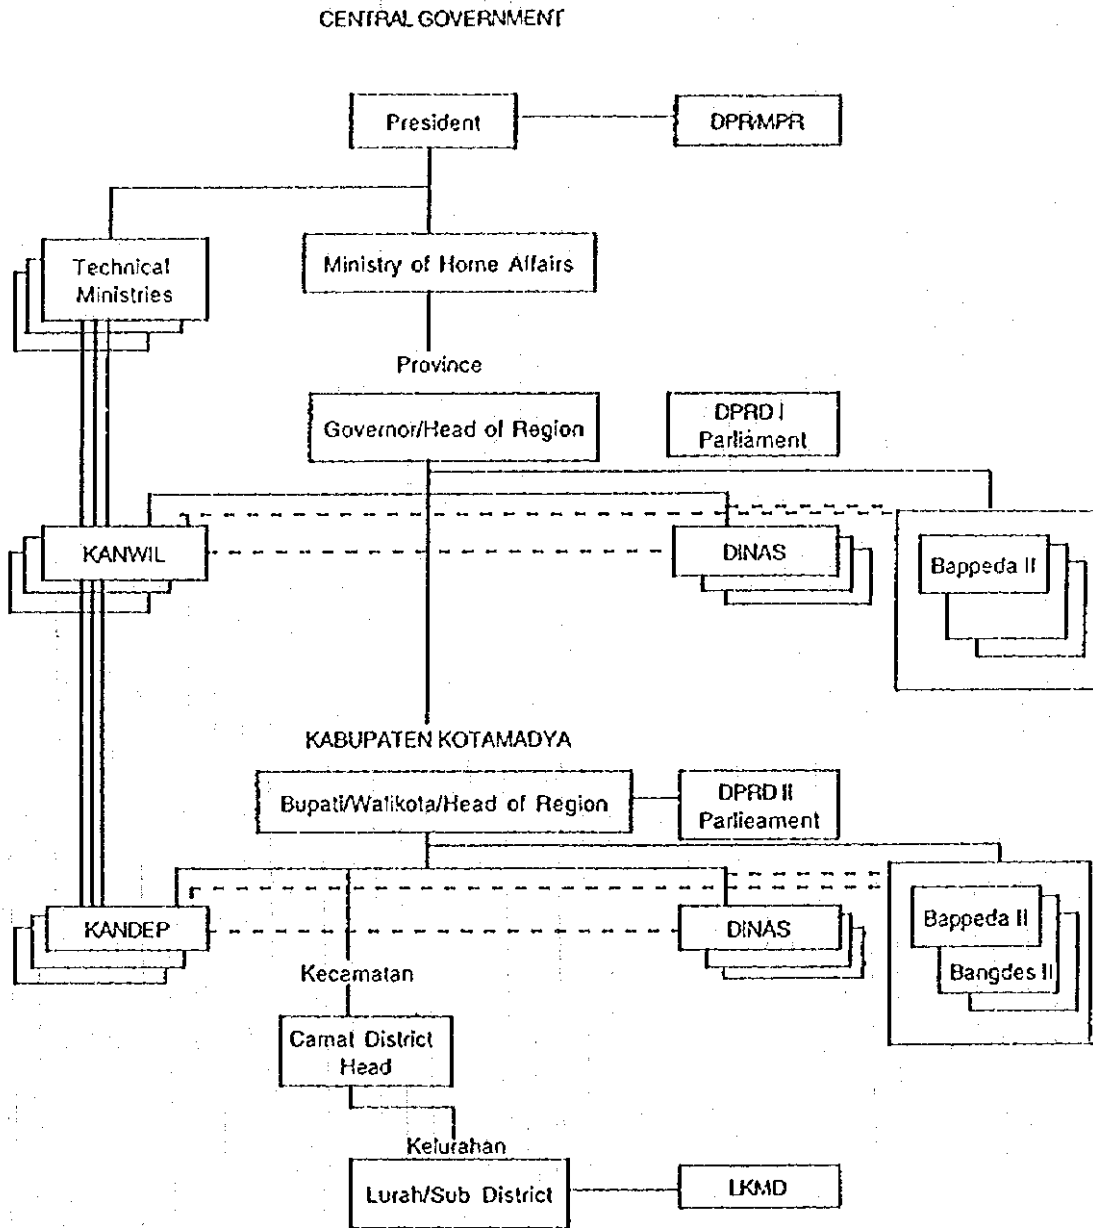 CENTRAL GOVERNMENT
President
DPR/MPR
Technical
Ministries
Ministry of Home Affairs
Province
Governor/Head of Region
DPRD I
Parliament
KANWIL
DINAS
Bappeda II
KABUPATEN KOTAMADYA
Bupati/Walikota/Head of Region
DPRD II
Parlieament
KANDEP
DINAS
Bappeda II
Bangdes II
Kecamatan
Camat District
Head
Kelurahan
Lurah/Sub District
LKMD